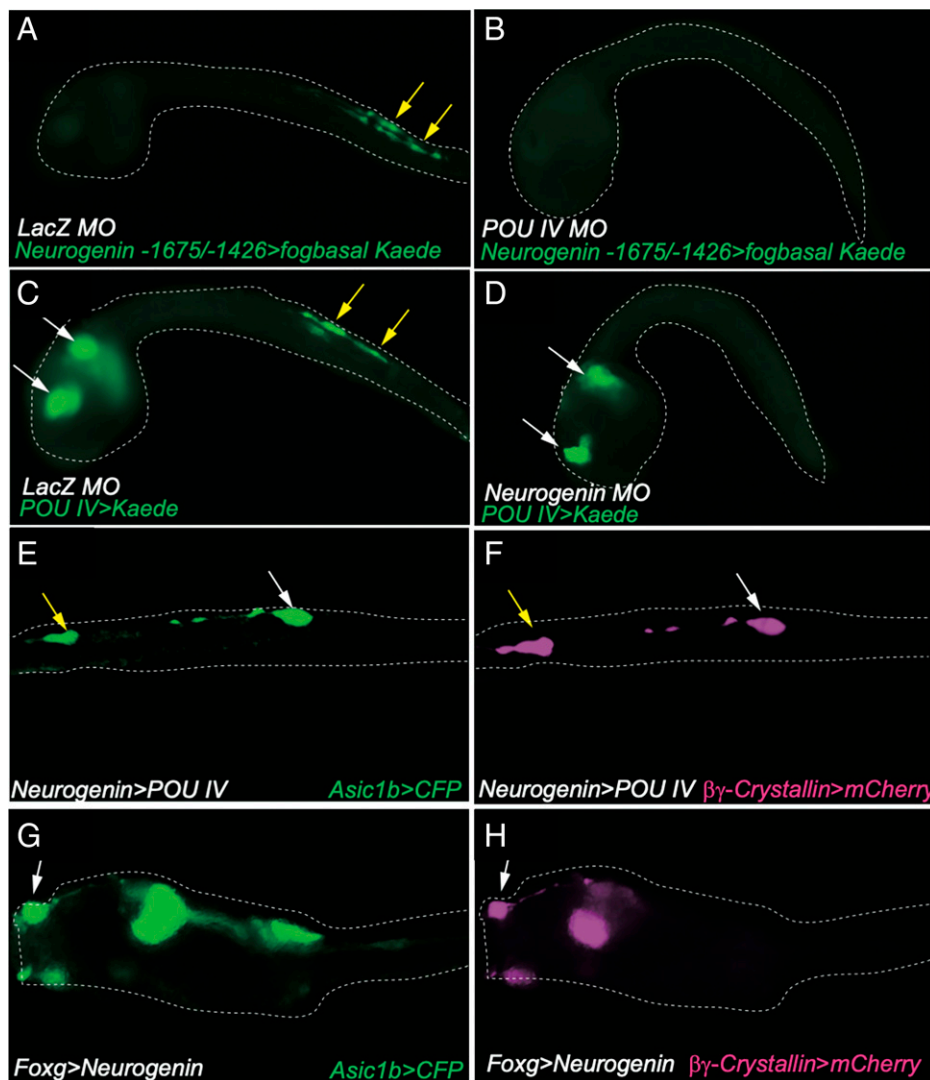 A
LacZ MO
Neurogenin -1675/-1426>fogbasal Kaede
B
POU IV MO
Neurogenin -1675/-1426>fogbasal Kaede
C
LacZ MO
POU IV>Kaede
D
Neurogenin MO
POU IV>Kaede
E
Neurogenin>POU IV Asic1b>CFP
F
Neurogenin>POU IV βγ-Crystallin>mCherry
G
Foxg>Neurogenin Asic1b>CFP
H
Foxg>Neurogenin βγ-Crystallin>mCherry